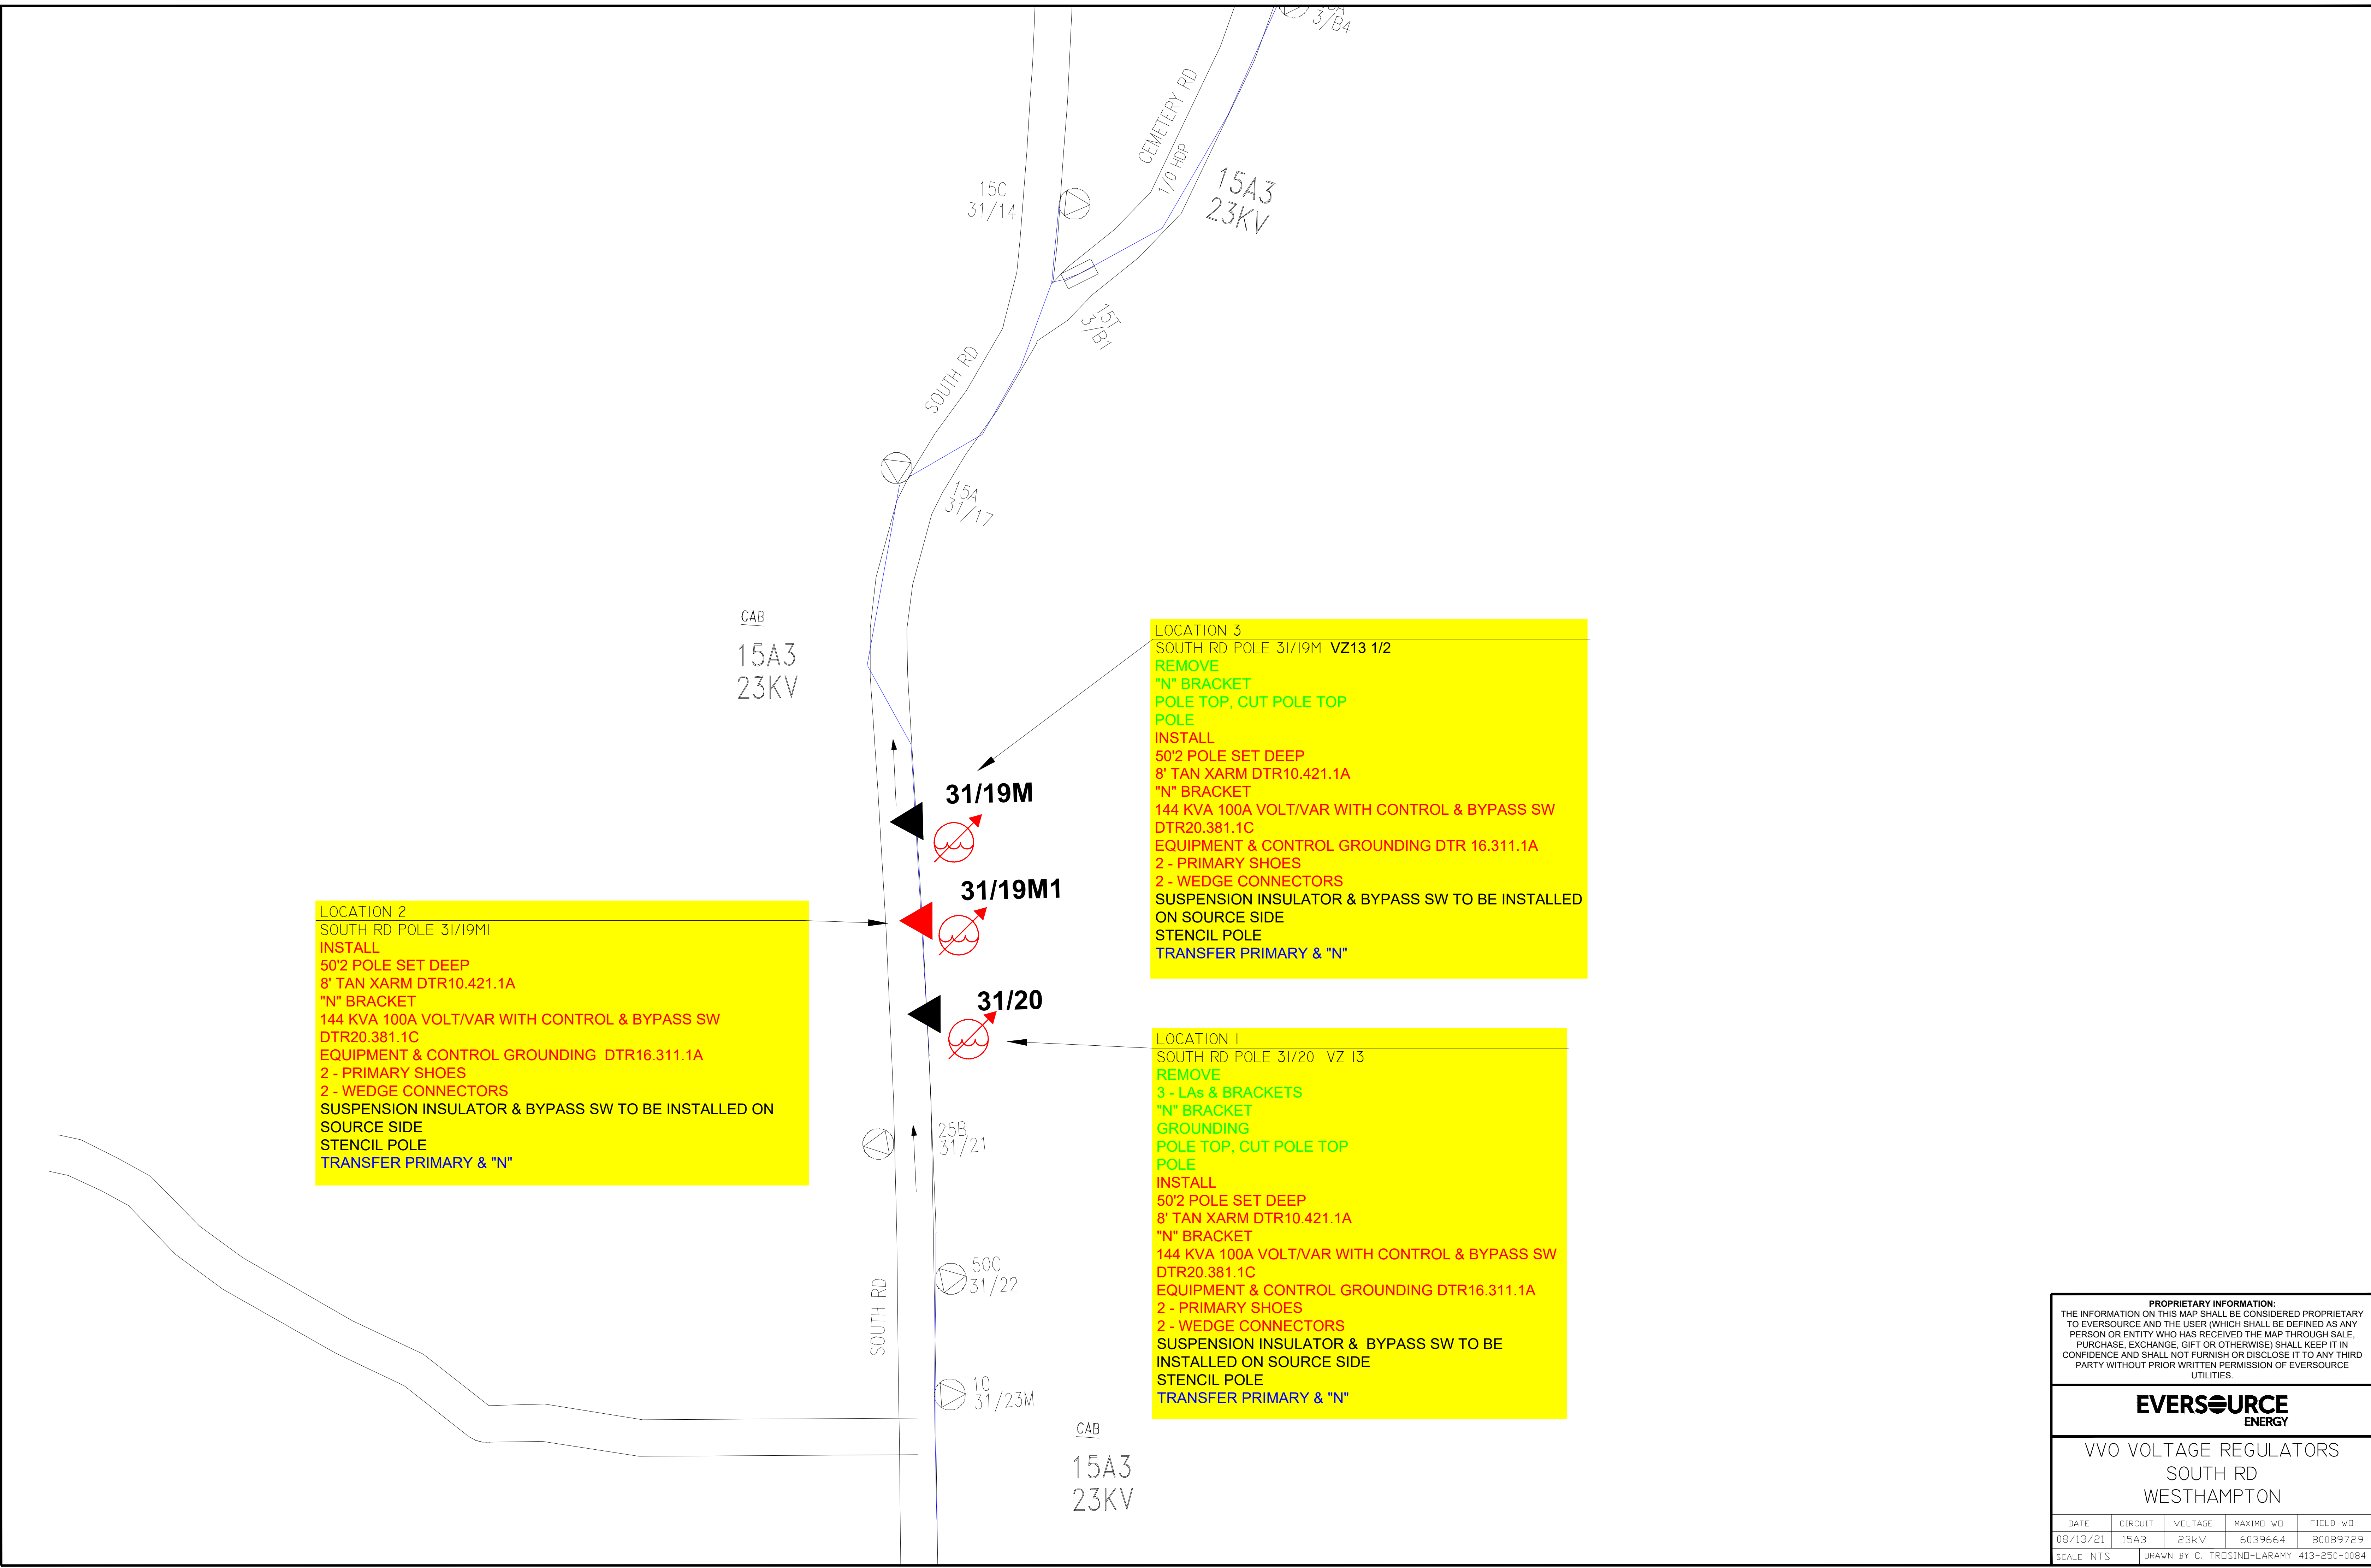 3/B4
CEMETERY RD
1/0 HDP
15A3
23KV
15C
31/14
15T
3/B1
SOUTH RD
15A
31/17
CAB
15A3
23KV
LOCATION 3
SOUTH RD POLE 31/19M VZ13 1/2
REMOVE
"N" BRACKET
POLE TOP, CUT POLE TOP
POLE
INSTALL
50'2 POLE SET DEEP
8' TAN XARM DTR10.421.1A
"N" BRACKET
144 KVA 100A VOLT/VAR WITH CONTROL & BYPASS SW
DTR20.381.1C
EQUIPMENT & CONTROL GROUNDING DTR 16.311.1A
2 - PRIMARY SHOES
2 - WEDGE CONNECTORS
SUSPENSION INSULATOR & BYPASS SW TO BE INSTALLED
ON SOURCE SIDE
STENCIL POLE
TRANSFER PRIMARY & "N"
31/19M
31/19M1
31/20
LOCATION 2
SOUTH RD POLE 31/19M1
INSTALL
50'2 POLE SET DEEP
8' TAN XARM DTR10.421.1A
"N" BRACKET
144 KVA 100A VOLT/VAR WITH CONTROL & BYPASS SW
DTR20.381.1C
EQUIPMENT & CONTROL GROUNDING DTR16.311.1A
2 - PRIMARY SHOES
2 - WEDGE CONNECTORS
SUSPENSION INSULATOR & BYPASS SW TO BE INSTALLED ON
SOURCE SIDE
STENCIL POLE
TRANSFER PRIMARY & "N"
LOCATION 1
SOUTH RD POLE 31/20 VZ 13
REMOVE
3 - LAs & BRACKETS
"N" BRACKET
GROUNDING
POLE TOP, CUT POLE TOP
POLE
INSTALL
50'2 POLE SET DEEP
8' TAN XARM DTR10.421.1A
"N" BRACKET
144 KVA 100A VOLT/VAR WITH CONTROL & BYPASS SW
DTR20.381.1C
EQUIPMENT & CONTROL GROUNDING DTR16.311.1A
2 - PRIMARY SHOES
2 - WEDGE CONNECTORS
SUSPENSION INSULATOR & BYPASS SW TO BE
INSTALLED ON SOURCE SIDE
STENCIL POLE
TRANSFER PRIMARY & "N"
25B
31/21
50C
31/22
SOUTH RD
10
31/23M
CAB
15A3
23KV
PROPRIETARY INFORMATION:
THE INFORMATION ON THIS MAP SHALL BE CONSIDERED PROPRIETARY
TO EVERSOURCE AND THE USER (WHICH SHALL BE DEFINED AS ANY
PERSON OR ENTITY WHO HAS RECEIVED THE MAP THROUGH SALE,
PURCHASE, EXCHANGE, GIFT OR OTHERWISE) SHALL KEEP IT IN
CONFIDENCE AND SHALL NOT FURNISH OR DISCLOSE IT TO ANY THIRD
PARTY WITHOUT PRIOR WRITTEN PERMISSION OF EVERSOURCE
UTILITIES.
EVERSOURCE
ENERGY
VVO VOLTAGE REGULATORS
SOUTH RD
WESTHAMPTON
DATE CIRCUIT VOLTAGE MAXIMO WO FIELD WO
08/13/21 15A3 23kV 6039664 80089729
SCALE NTS DRAWN BY C. TROSINO-LARAMY 413-250-0084